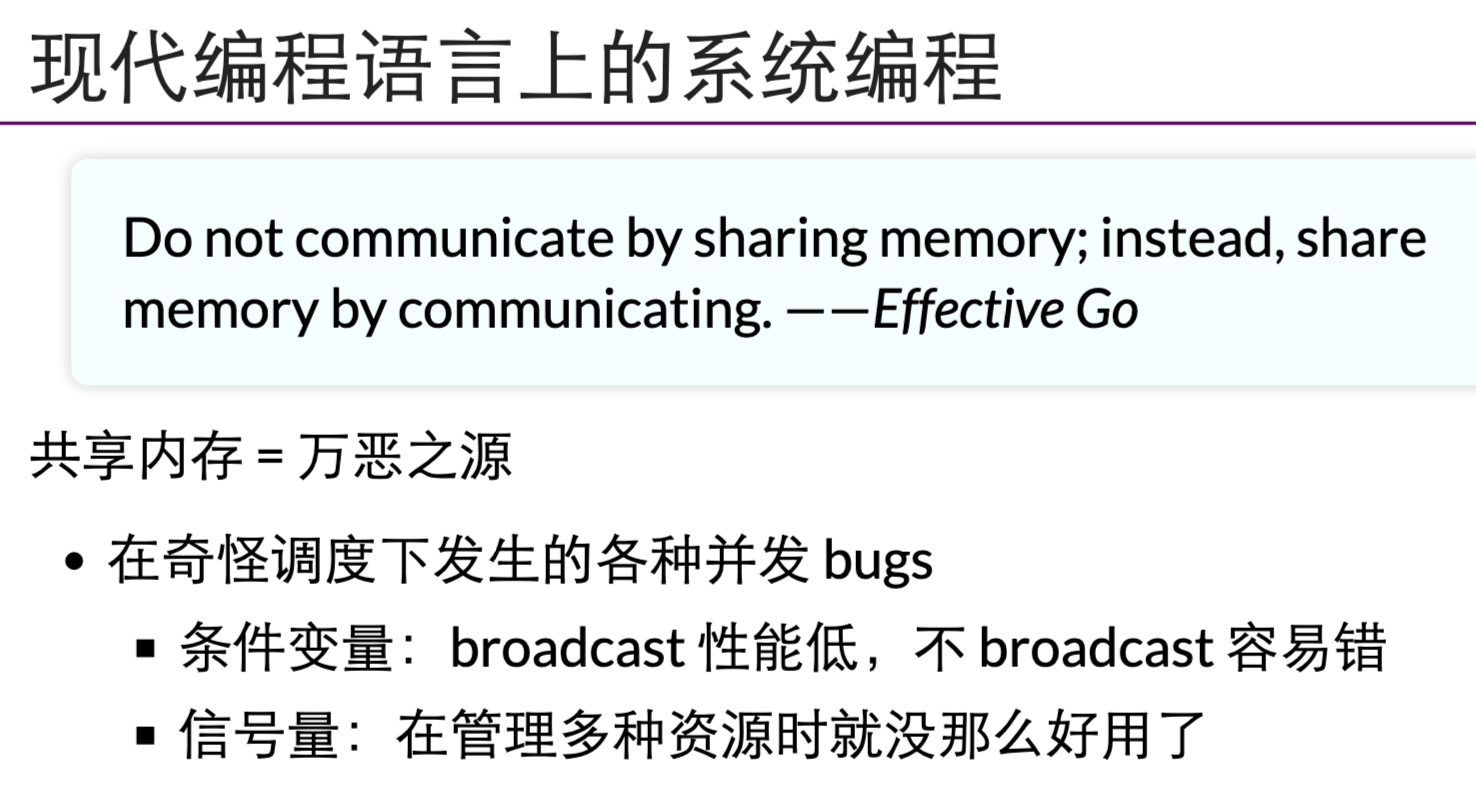 现代编程语言上的系统编程
Do not communicate by sharing memory; instead, share
memory by communicating. ——Effective Go
共享内存 = 万恶之源
• 在奇怪调度下发生的各种并发 bugs
▪ 条件变量：broadcast 性能低，不 broadcast 容易错
▪ 信号量：在管理多种资源时就没那么好用了